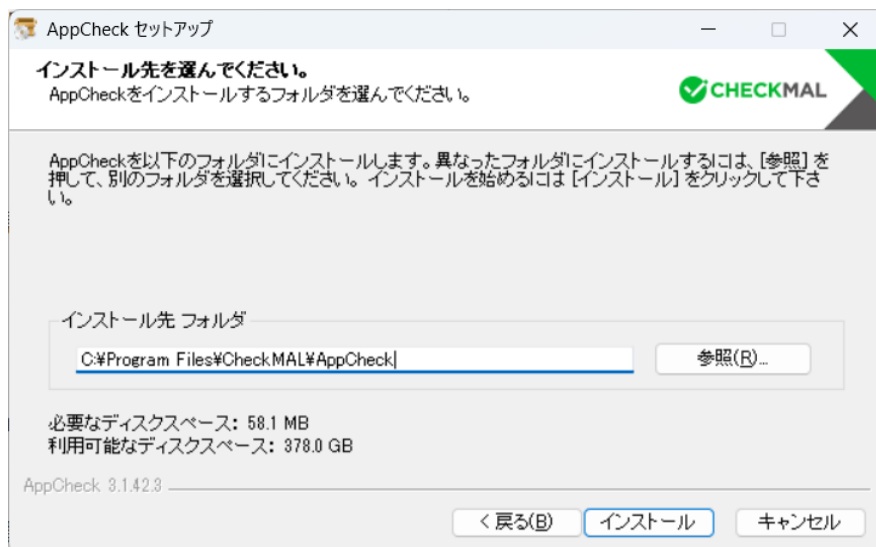 AppCheck セットアップ
インストール先を選んでください。
AppCheckをインストールするフォルダを選んでください。
CHECKMAL
AppCheckを以下のフォルダにインストールします。異なったフォルダにインストールするには、[参照] を
押して、別のフォルダを選択してください。インストールを始めるには [インストール] をクリックして下さ
い。
インストール先 フォルダ
C:¥Program Files¥CheckMAL¥AppCheck
参照(R)...
必要なディスクスペース: 58.1 MB
利用可能なディスクスペース: 378.0 GB
AppCheck 3.1.42.3
< 戻る(B)
インストール
キャンセル